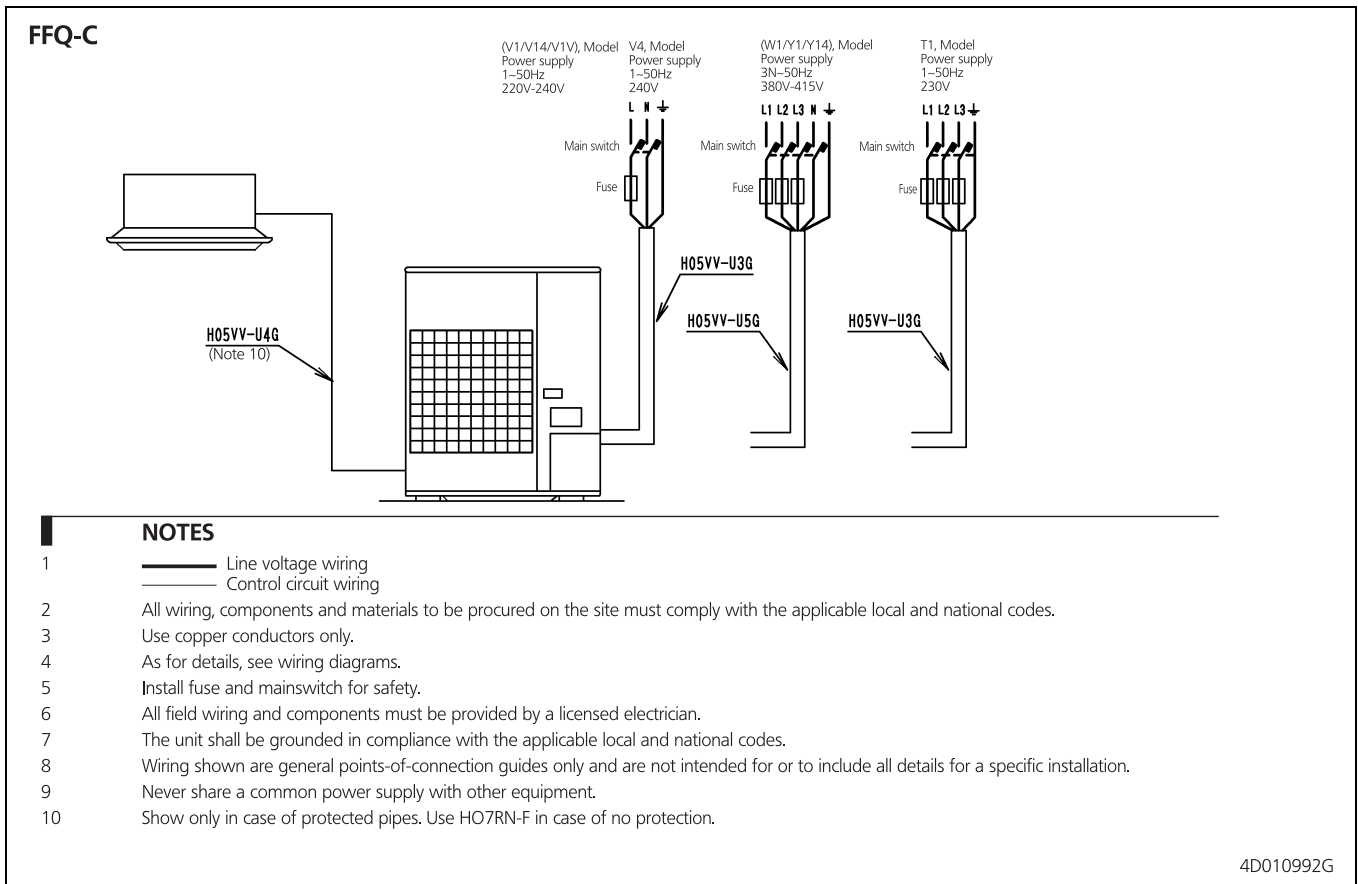 FFQ-C
(V1/V14/V1V), Model
Power supply
1~50Hz
220V-240V
V4, Model
Power supply
1~50Hz
240V
L N
Main switch
Fuse
(W1/Y1/Y14), Model
Power supply
3N~50Hz
380V-415V
L1 L2 L3 N
Main switch
Fuse
T1, Model
Power supply
1~50Hz
230V
L1 L2 L3
Main switch
Fuse
H05VV-U3G
H05VV-U5G
H05VV-U3G
H05VV-U4G
(Note 10)
NOTES
1 Line voltage wiring
Control circuit wiring
2 All wiring, components and materials to be procured on the site must comply with the applicable local and national codes.
3 Use copper conductors only.
4 As for details, see wiring diagrams.
5 Install fuse and mainswitch for safety.
6 All field wiring and components must be provided by a licensed electrician.
7 The unit shall be grounded in compliance with the applicable local and national codes.
8 Wiring shown are general points-of-connection guides only and are not intended for or to include all details for a specific installation.
9 Never share a common power supply with other equipment.
10 Show only in case of protected pipes. Use HO7RN-F in case of no protection.
4D010992G